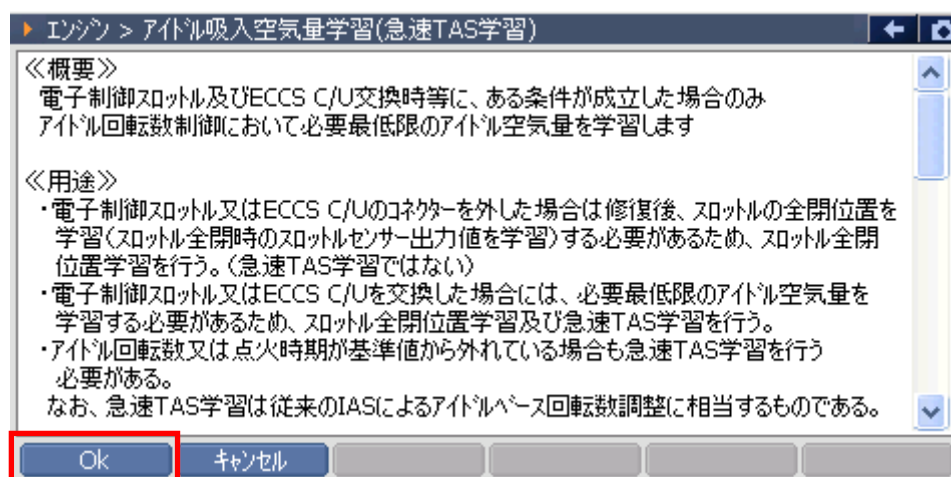 エンジン > アイドル吸入空気量学習(急速TAS学習)
≪概要≫
電子制御スロットル及びECCS C/U交換時等に、ある条件が成立した場合のみ
アイドル回転数制御において必要最低限のアイドル空気量を学習します
≪用途≫
・電子制御スロットル又はECCS C/Uのコネクターを外した場合は修復後、スロットルの全閉位置を
学習(スロットル全閉時のスロットルセンサー出力値を学習)する必要があるため、スロットル全閉
位置学習を行う。(急速TAS学習ではない)
・電子制御スロットル又はECCS C/Uを交換した場合には、必要最低限のアイドル空気量を
学習する必要があるため、スロットル全閉位置学習及び急速TAS学習を行う。
・アイドル回転数又は点火時期が基準値から外れている場合も急速TAS学習を行う
必要がある。
なお、急速TAS学習は従来のIASによるアイドルベース回転数調整に相当するものである。
Ok
キャンセル